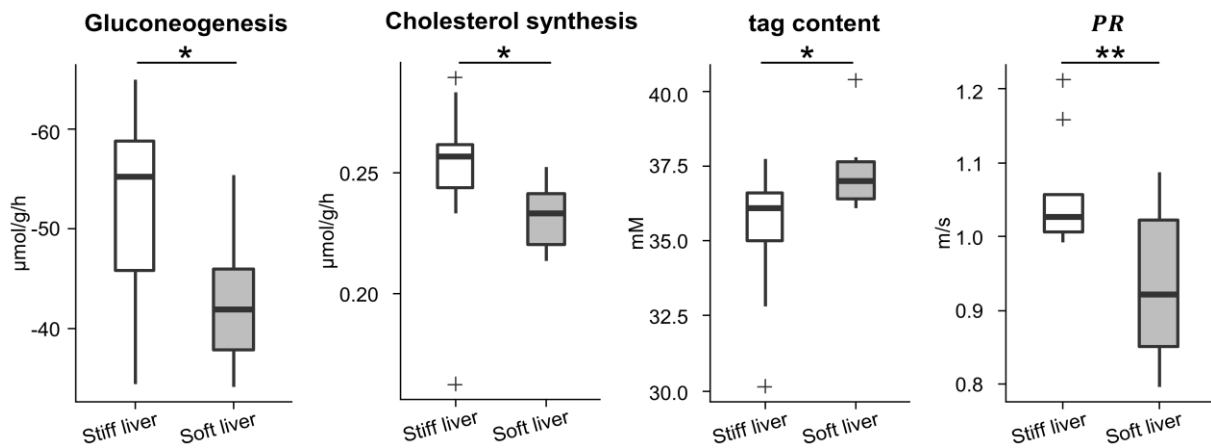 Gluconeogenesis
*
µmol/g/h
-60
-50
-40
Stiff liver
Soft liver
Cholesterol synthesis
*
µmol/g/h
0.25
0.20
Stiff liver
Soft liver
tag content
*
mM
40.0
37.5
35.0
32.5
30.0
Stiff liver
Soft liver
PR
**
m/s
1.2
1.1
1.0
0.9
0.8
Stiff liver
Soft liver